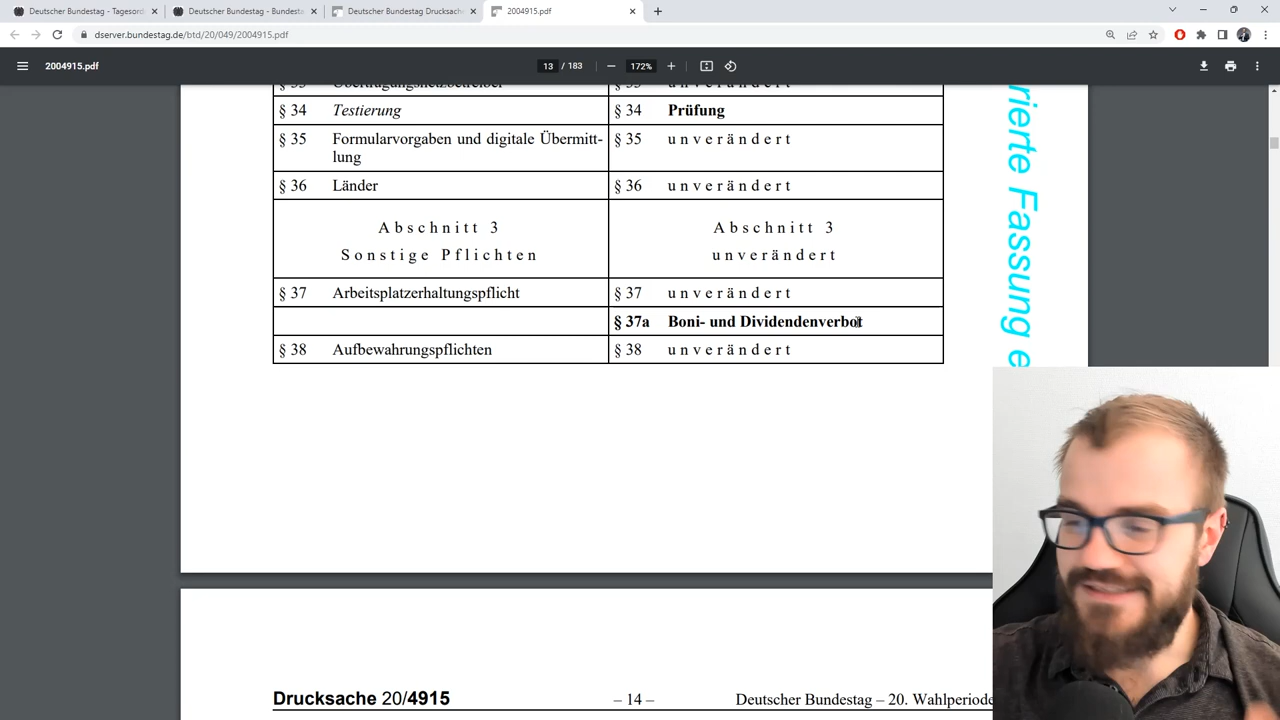 Deutscher Bundestag - Tagesord
Deutscher Bundestag - Bundesta
Deutscher Bundestag Drucksache
2004915.pdf
dserver.bundestag.de/btd/20/049/2004915.pdf
2004915.pdf
13 / 183
172%
§ 34 Testierung § 34 Prüfung
§ 35 Formularvorgaben und digitale Übermitt- § 35 u n v e r ä n d e r t
lung
§ 36 Länder § 36 u n v e r ä n d e r t
A b s c h n i t t 3 A b s c h n i t t 3
S o n s t i g e P f l i c h t e n u n v e r ä n d e r t
§ 37 Arbeitsplatzerhaltungspflicht § 37 u n v e r ä n d e r t
§ 37a Boni- und Dividendenverbot
§ 38 Aufbewahrungspflichten § 38 u n v e r ä n d e r t
rierte Fassung e
Drucksache 20/4915 – 14 – Deutscher Bundestag – 20. Wahlperiode